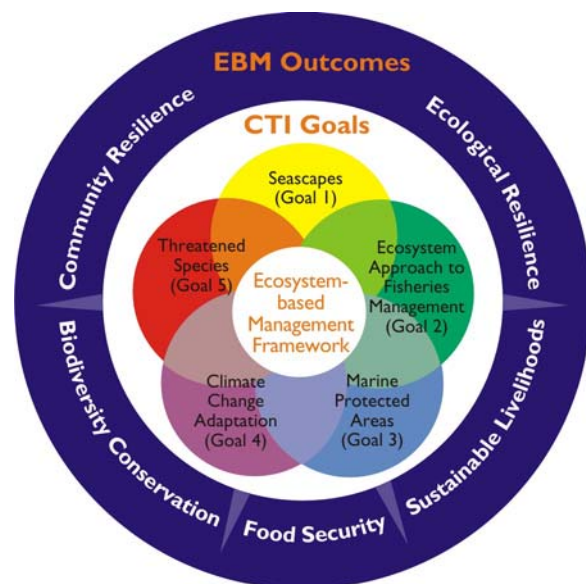 EBM Outcomes
Community Resilience
Ecological Resilience
CTI Goals
Seascapes
(Goal 1)
Threatened
Species
(Goal 5)
Ecosystem
Approach to
Fisheries
Management
(Goal 2)
Ecosystem-
based
Management
Framework
Climate
Change
Adaptation
(Goal 4)
Marine
Protected
Areas
(Goal 3)
Biodiversity Conservation
Food Security
Sustainable Livelihoods